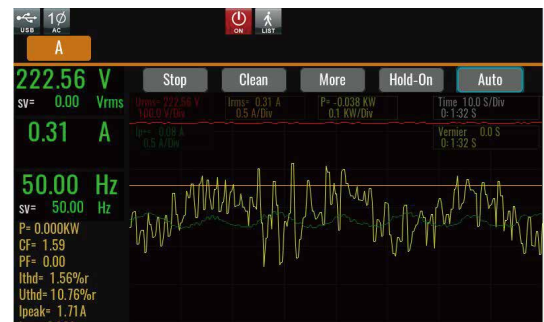 USB
1Ø
AC
ON
LIST
A
222.56 V
SV= 0.00 Vrms
0.31 A
50.00 Hz
SV= 50.00 Hz
P= 0.000KW
CF= 1.59
PF= 0.00
Ithd= 1.56%r
Uthd= 10.76%r
Ipeak= 1.71A
Stop
Clean
More
Hold-On
Auto
Urms= 222.56 V
100.0 V/Div
Irms= 0.31 A
0.5 A/Div
P= -0.038 KW
0.1 KW/Div
Time 10.0 S/Div
0: 1:32 S
0.08 A
0.5 A/Div
Vernier 0.0 S
0: 1:32 S